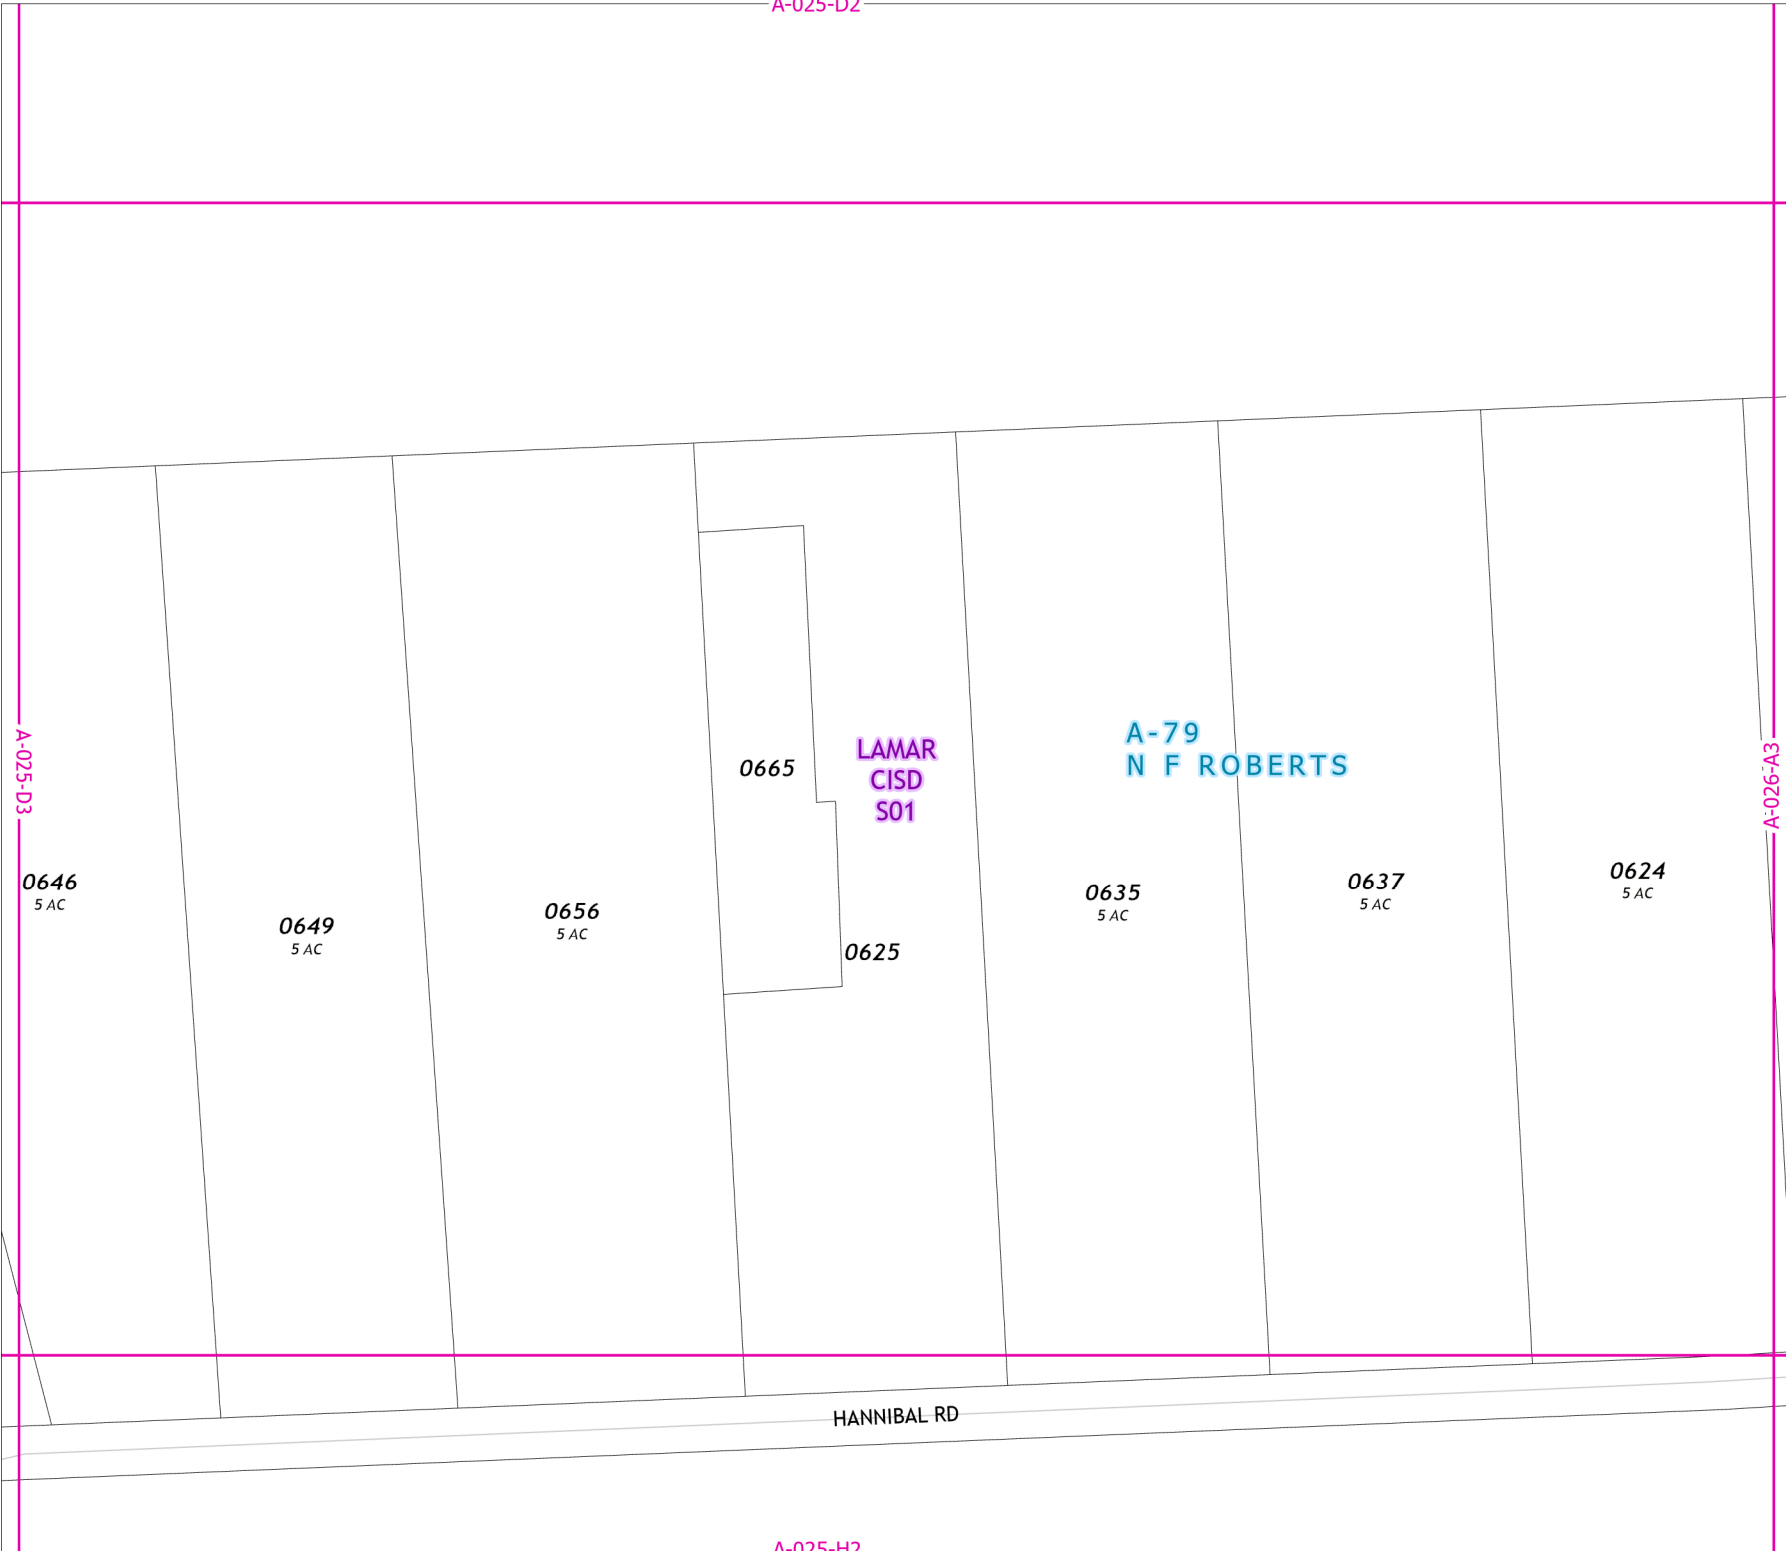 A-025-D2
A-025-D3
A-026-A3
A-79
N F ROBERTS
LAMAR
CISD
S01
0665
0646
5 AC
0649
5 AC
0656
5 AC
0625
0635
5 AC
0637
5 AC
0624
5 AC
HANNIBAL RD
A-025-H2